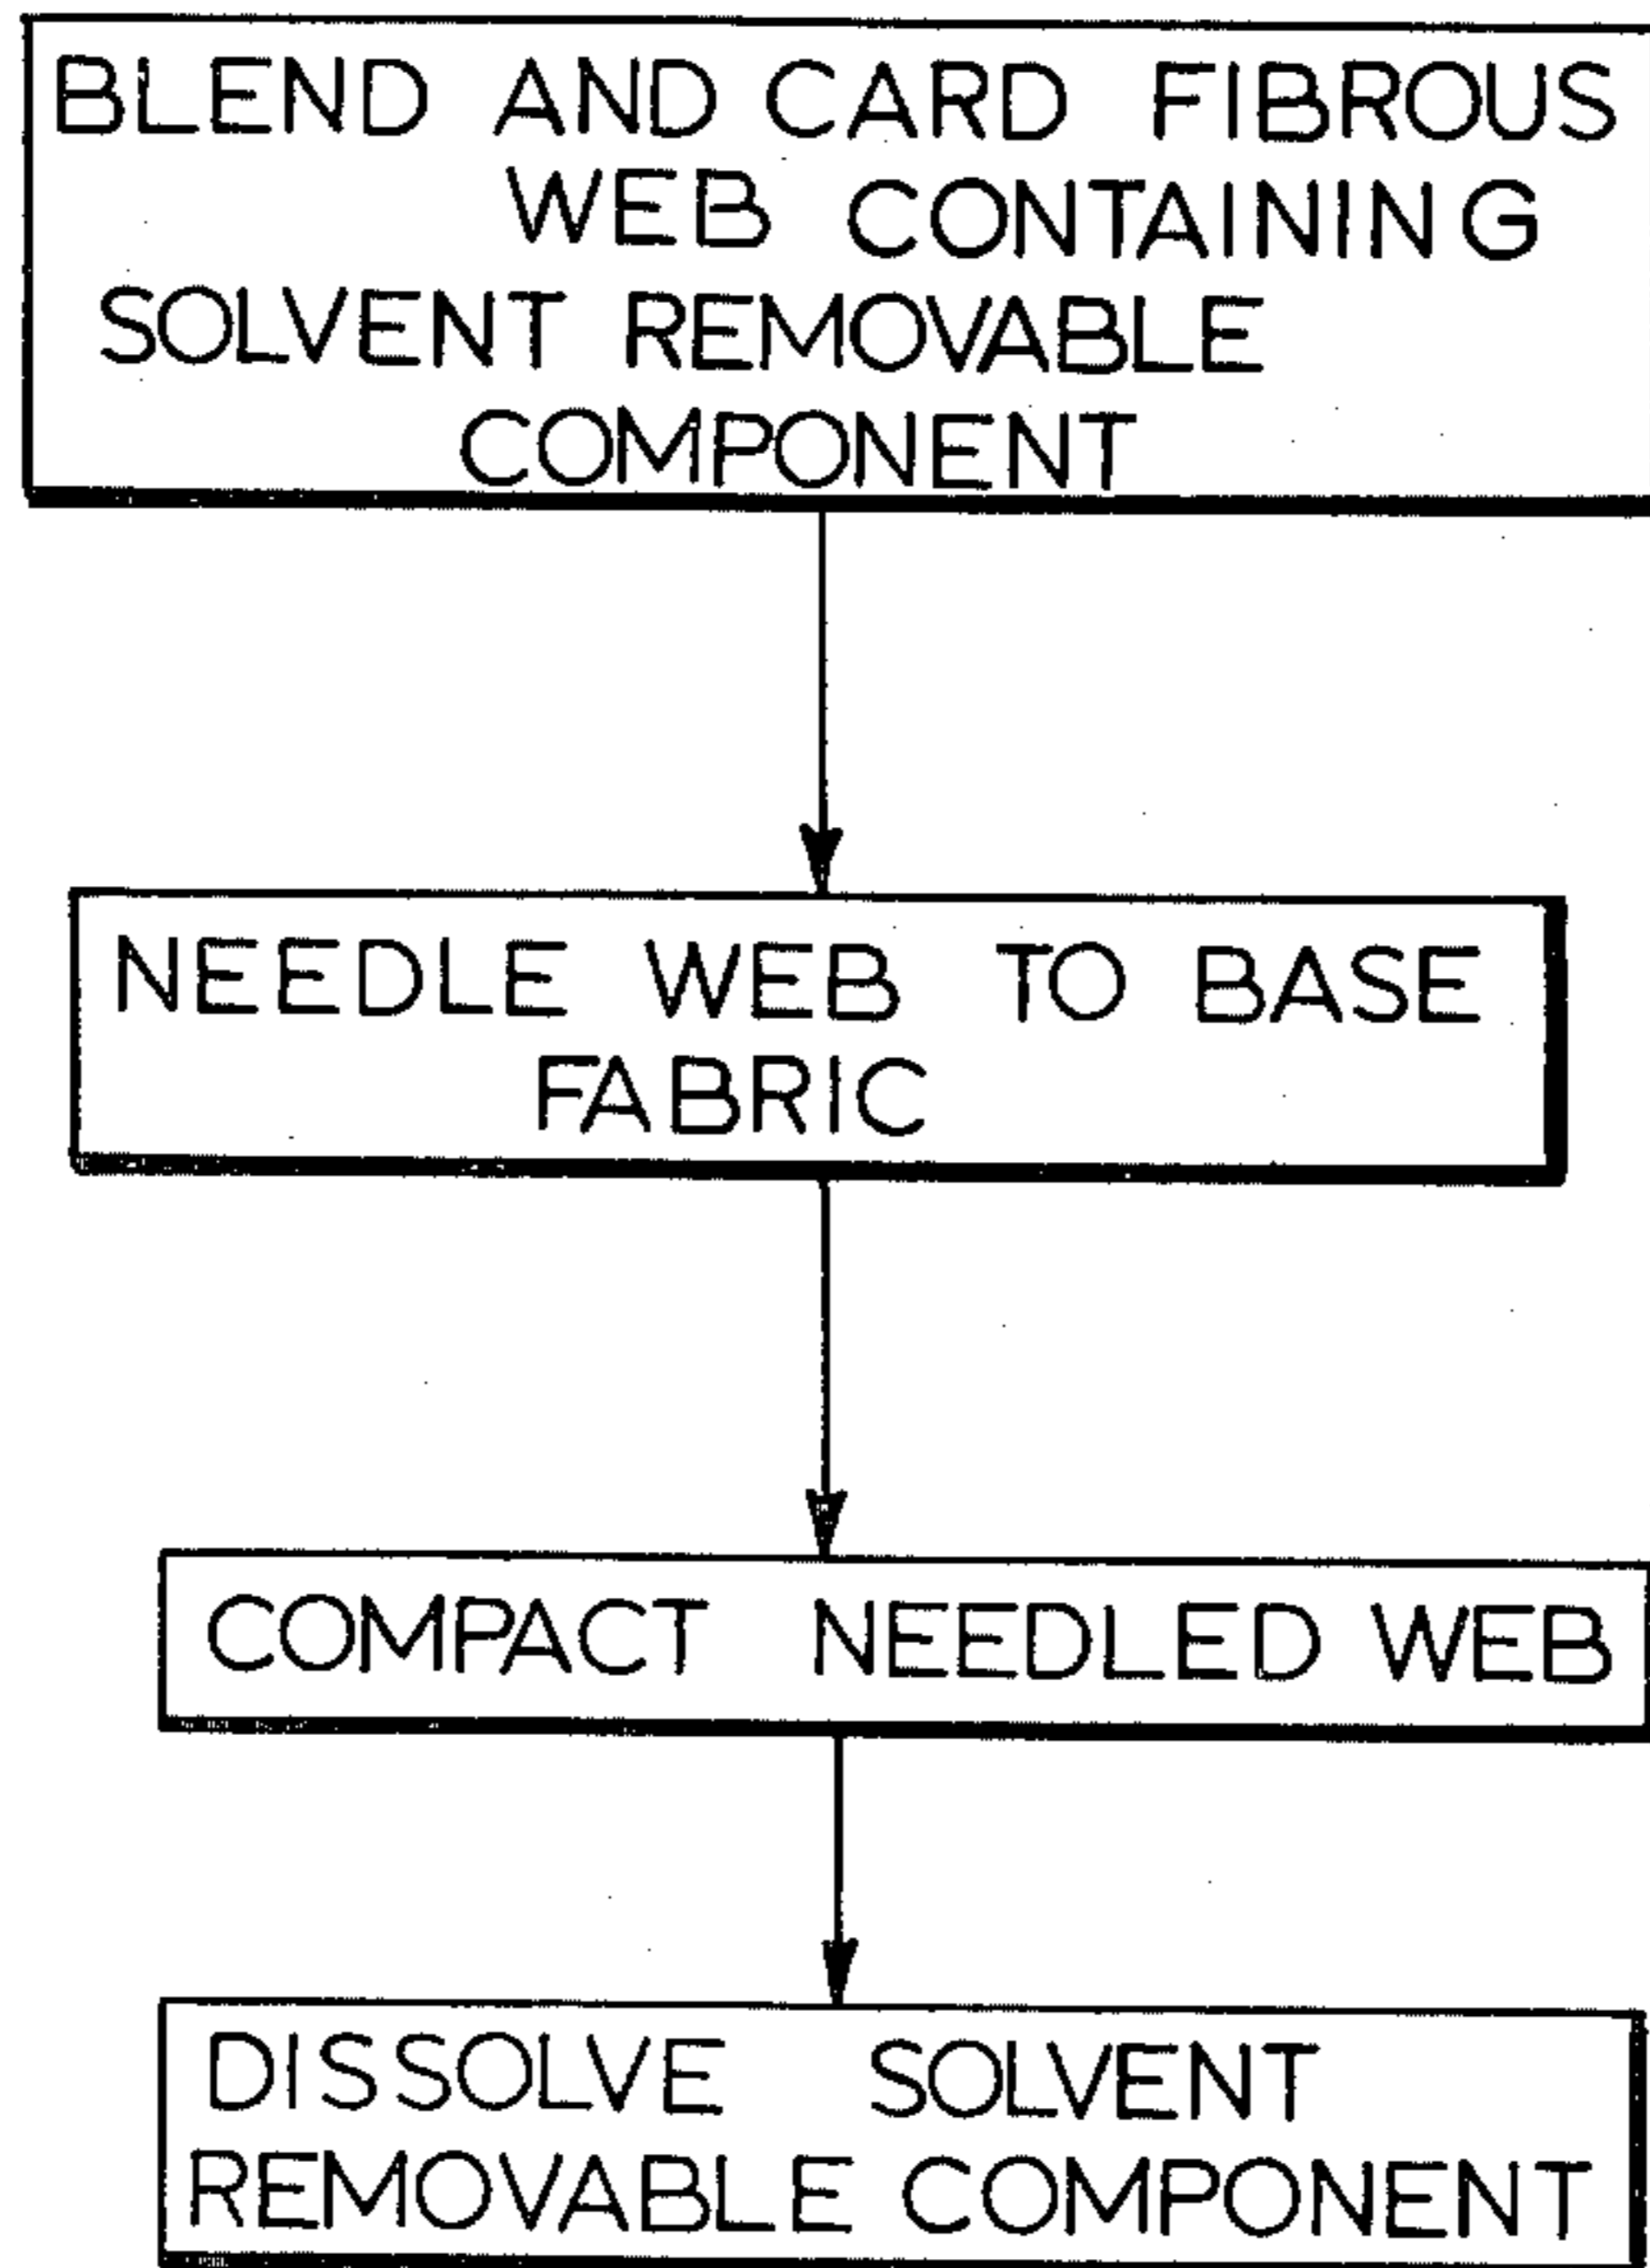 BLEND AND CARD FIBROUS
WEB CONTAINING
SOLVENT REMOVABLE
COMPONENT
NEEDLE WEB TO BASE
FABRIC
COMPACT NEEDLED WEB
DISSOLVE SOLVENT
REMOVABLE COMPONENT